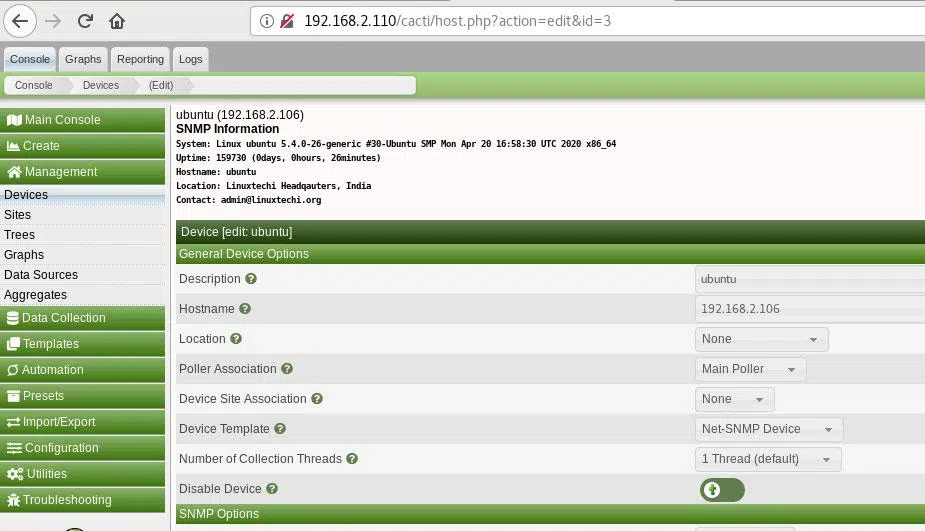 192.168.2.110/cacti/host.php?action=edit&id=3
Console Graphs Reporting Logs
Console Devices (Edit)
Main Console
Create
Management
Devices
Sites
Trees
Graphs
Data Sources
Aggregates
Data Collection
Templates
Automation
Presets
Import/Export
Configuration
Utilities
Troubleshooting
ubuntu (192.168.2.106)
SNMP Information
System: Linux ubuntu 5.4.0-26-generic #30-Ubuntu SMP Mon Apr 20 16:58:30 UTC 2020 x86_64
Uptime: 159730 (0days, 0hours, 26minutes)
Hostname: ubuntu
Location: Linuxtechi Headqauters, India
Contact: admin@linuxtechi.org
Device [edit: ubuntu]
General Device Options
Description ubuntu
Hostname 192.168.2.106
Location None
Poller Association Main Poller
Device Site Association None
Device Template Net-SNMP Device
Number of Collection Threads 1 Thread (default)
Disable Device
SNMP Options